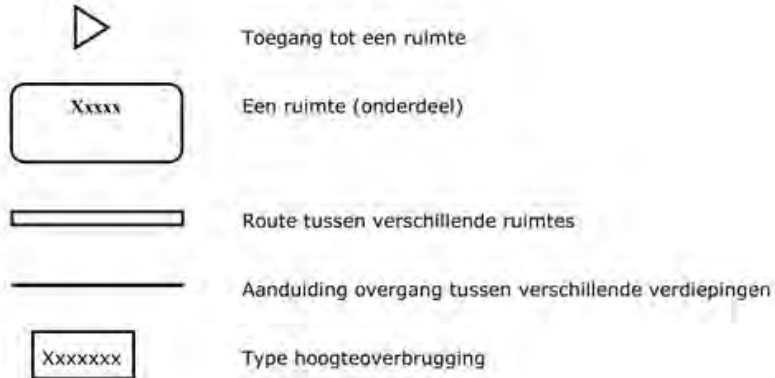 Toegang tot een ruimte
Xxxxx
Een ruimte (onderdeel)
Route tussen verschillende ruimtes
Aanduiding overgang tussen verschillende verdiepingen
Xxxxxxx
Type hoogteoverbrugging